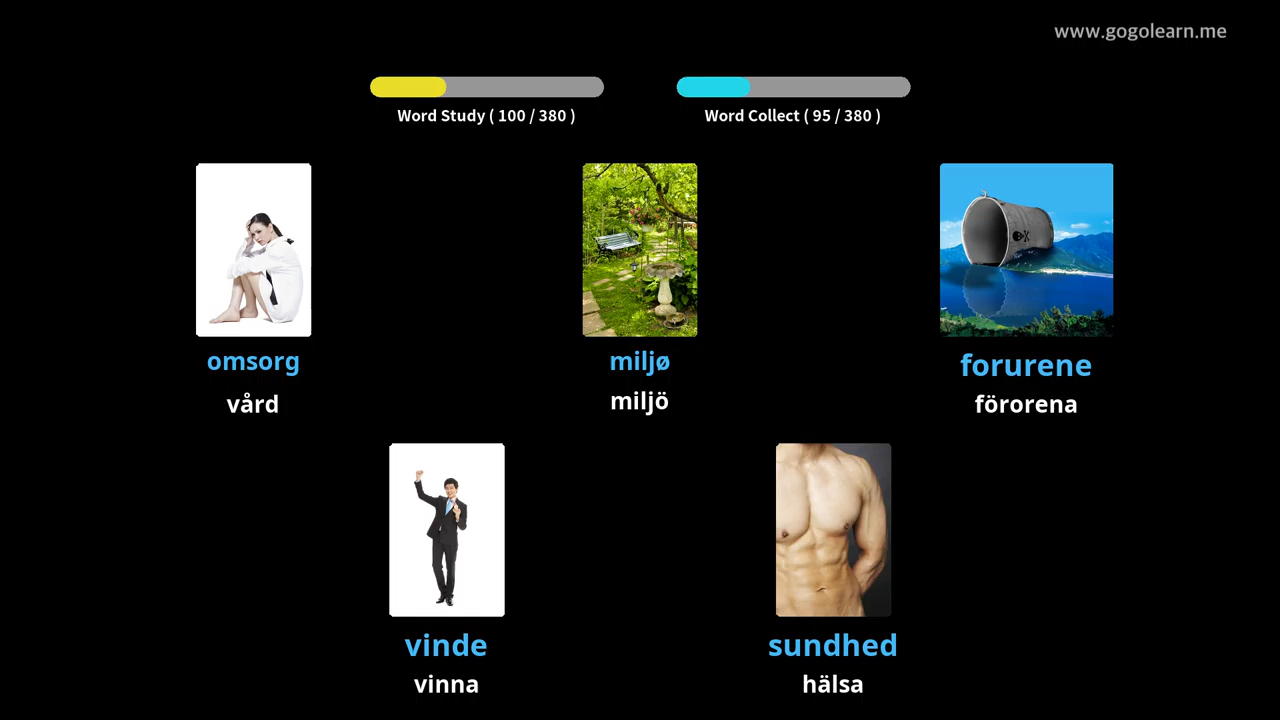 www.gogolearn.me
Word Study ( 100 / 380 )
Word Collect ( 95 / 380 )
omsorg
vård
miljø
miljö
forurene
förorena
vinde
vinna
sundhed
hälsa